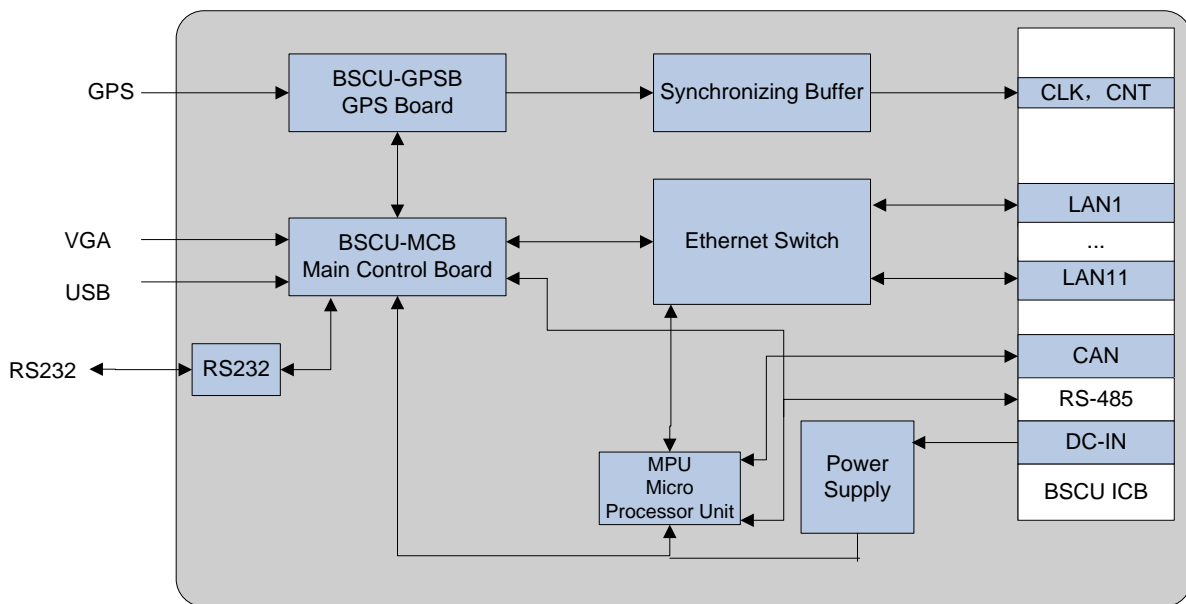 GPS
BSCU-GPSB
GPS Board
Synchronizing Buffer
CLK，CNT
VGA
USB
BSCU-MCB
Main Control Board
Ethernet Switch
LAN1
...
LAN11
RS232
RS232
CAN
RS-485
DC-IN
BSCU ICB
MPU
Micro
Processor Unit
Power
Supply